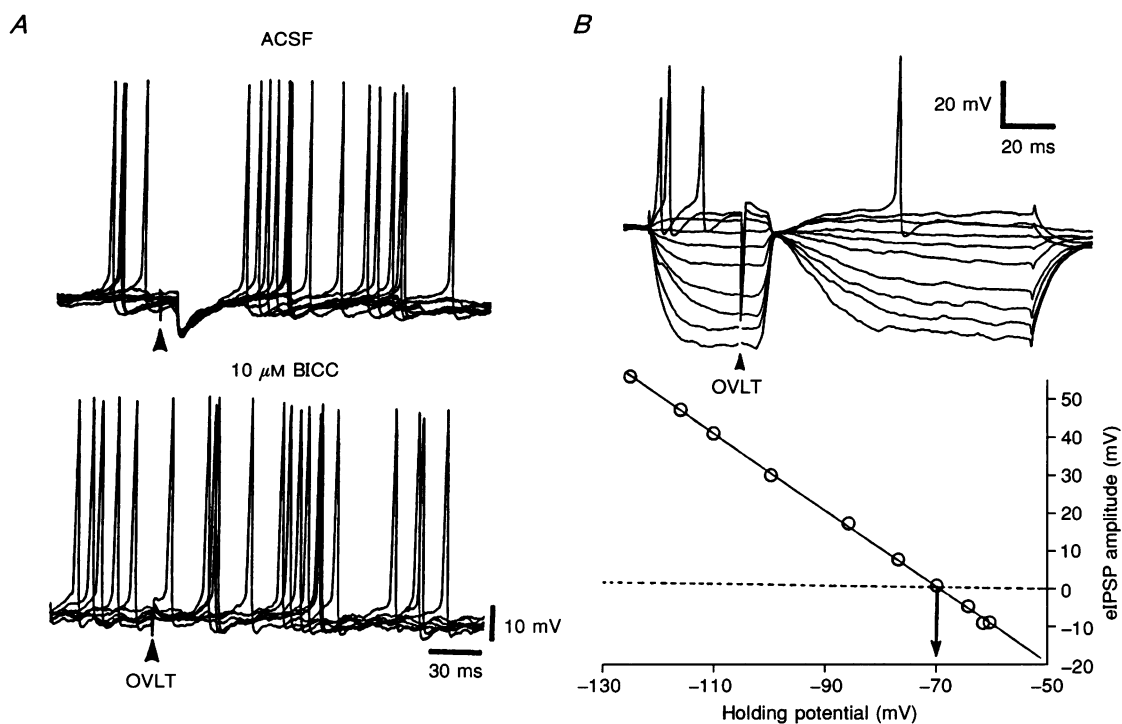 A
ACSF
10 μM BICC
OVLT
10 mV
30 ms
B
20 mV
20 ms
OVLT
50
40
30
20
10
0
−10
−20
eIPSP amplitude (mV)
−130
−110
−90
−70
−50
Holding potential (mV)